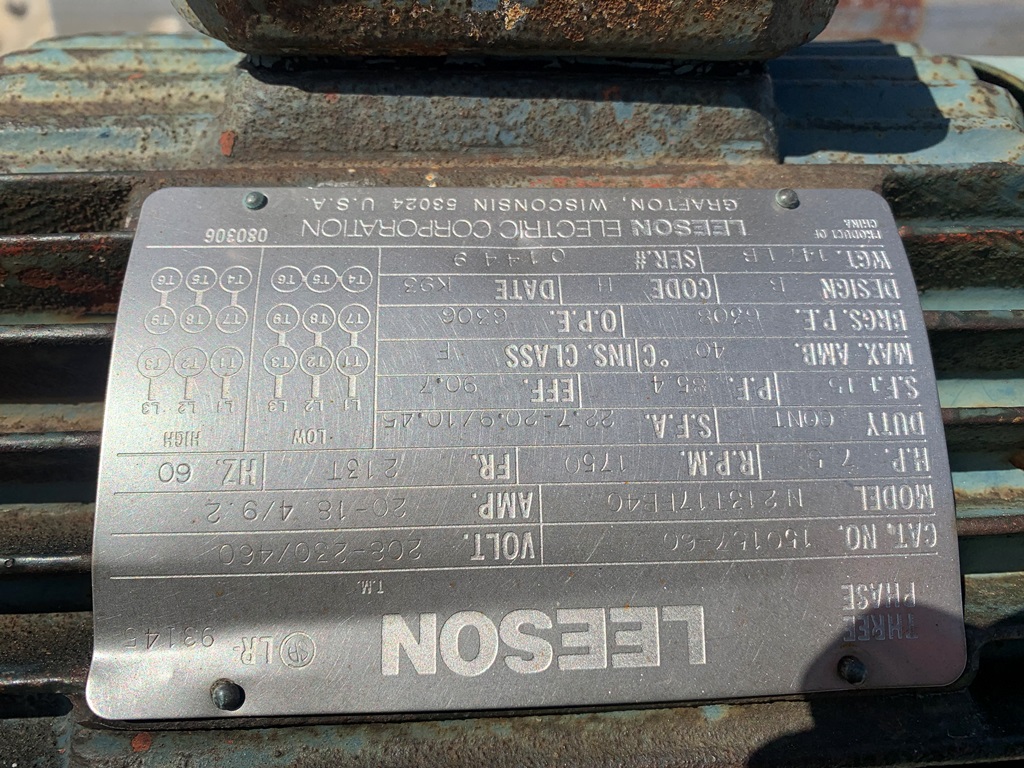 LEESON
T.M.
THREE
PHASE
LR-
93145
CAT. NO. 150157-60 VOLT. 208-230/460
MODEL AMP. 20-18.4/9.2
H.P. 7.5 R.P.M. 1750 FR. 213T HZ. 60
DUTY CONT S.F.A. 22.7-20.9/10.45
S.F. 1.15 P.F. 85.4 EFF. 90.7
MAX. AMB. 40 °C INS. CLASS F
BRGS. P.E. 6308 O.P.E. 6306
DESIGN B CODE H DATE K93
WGT. 147 LB SER.#
LOW HIGH
L1 L2 L3 L1 L2 L3
T1 T2 T3 T1 T2 T3
T7 T8 T9 T7 T8 T9
T4 T5 T6 T4 T5 T6
PRODUCT OF
CHINA
LEESON ELECTRIC CORPORATION
GRAFTON, WISCONSIN 53024 U.S.A.
080306